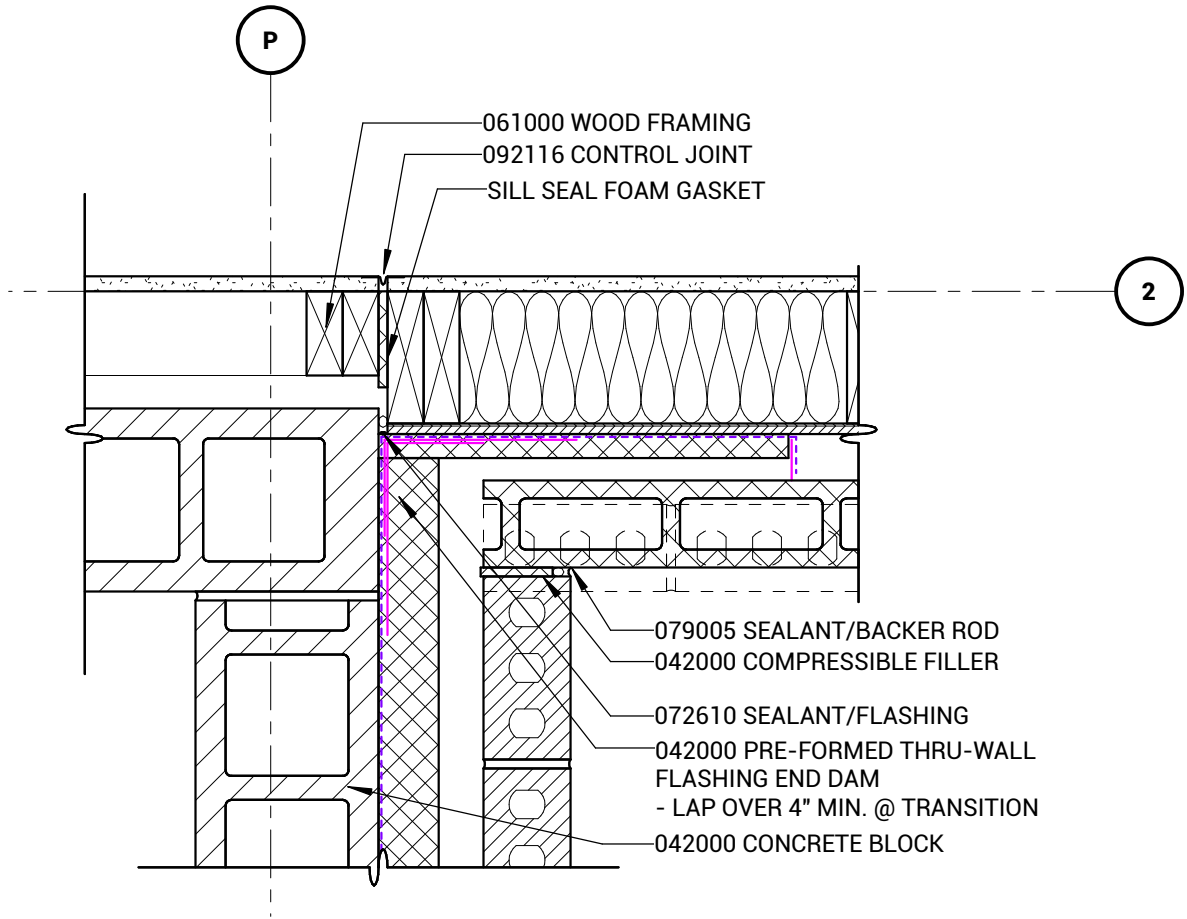 P
061000 WOOD FRAMING
092116 CONTROL JOINT
SILL SEAL FOAM GASKET
2
079005 SEALANT/BACKER ROD
042000 COMPRESSIBLE FILLER
072610 SEALANT/FLASHING
042000 PRE-FORMED THRU-WALL
FLASHING END DAM
- LAP OVER 4" MIN. @ TRANSITION
042000 CONCRETE BLOCK